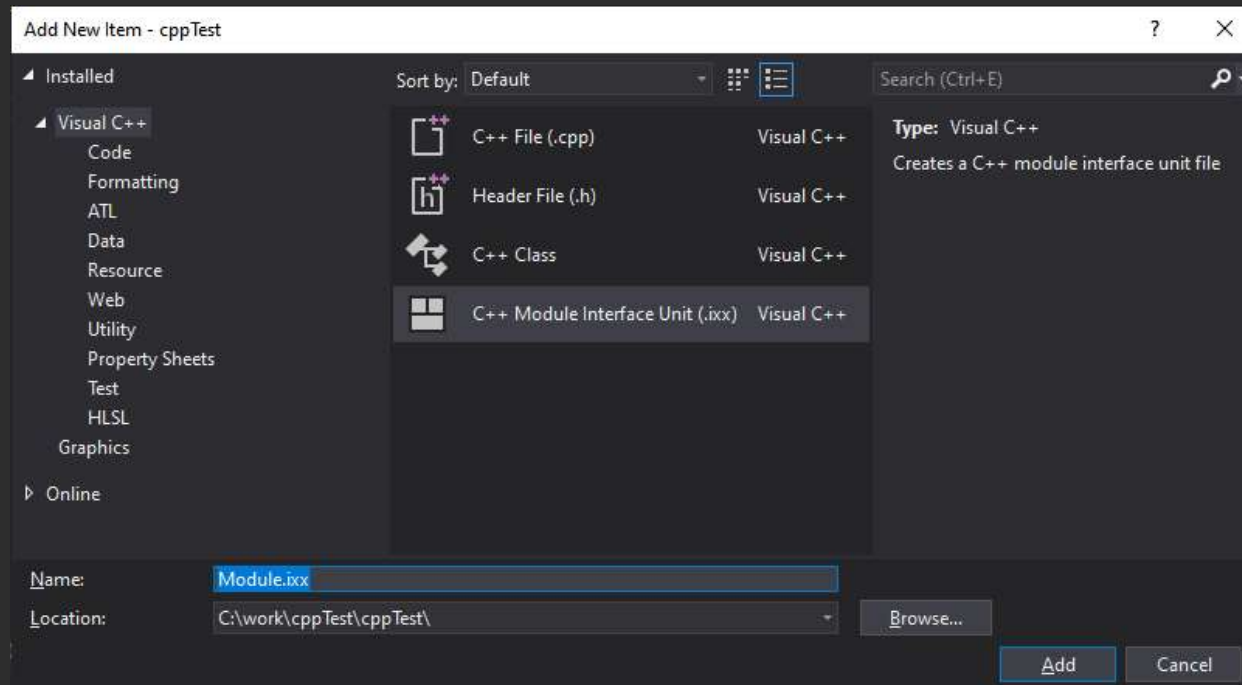 Add New Item - cppTest
?
Installed
Sort by: Default
Search (Ctrl+E)
Visual C++
Code
Formatting
ATL
Data
Resource
Web
Utility
Property Sheets
Test
HLSL
Graphics
Online
C++ File (.cpp) Visual C++
Header File (.h) Visual C++
C++ Class Visual C++
C++ Module Interface Unit (.ixx) Visual C++
Type: Visual C++
Creates a C++ module interface unit file
Name: Module.ixx
Location: C:\work\cppTest\cppTest\
Browse...
Add Cancel